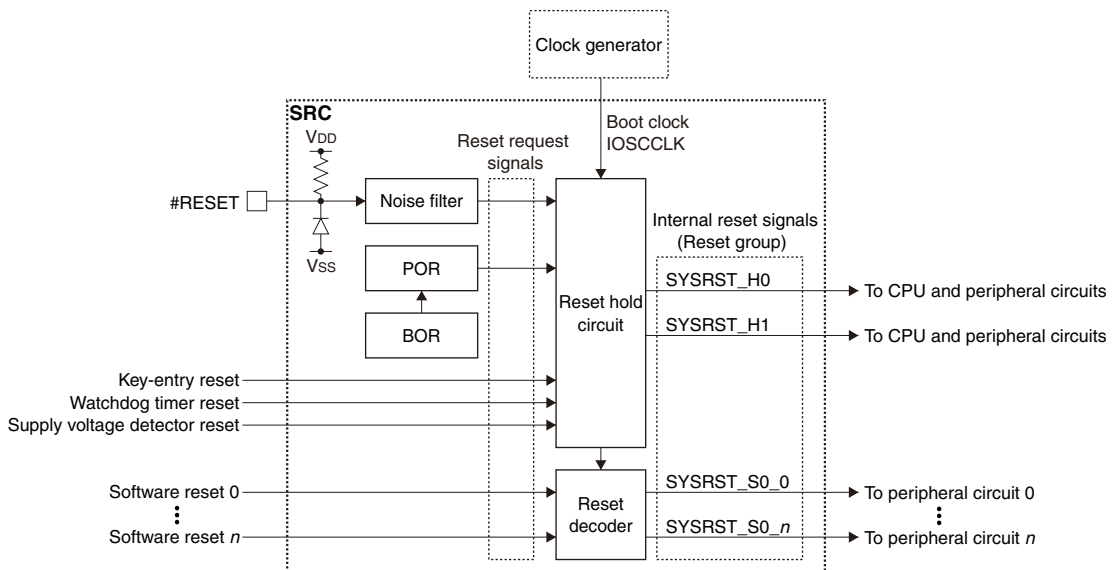 Clock generator
SRC
Boot clock
IOSCCLK
VDD
Reset request
signals
#RESET
Noise filter
Internal reset signals
(Reset group)
VSS
POR
SYSRST_H0
To CPU and peripheral circuits
Reset hold
circuit
BOR
SYSRST_H1
To CPU and peripheral circuits
Key-entry reset
Watchdog timer reset
Supply voltage detector reset
Software reset 0
Reset
decoder
SYSRST_S0_0
To peripheral circuit 0
Software reset n
SYSRST_S0_n
To peripheral circuit n